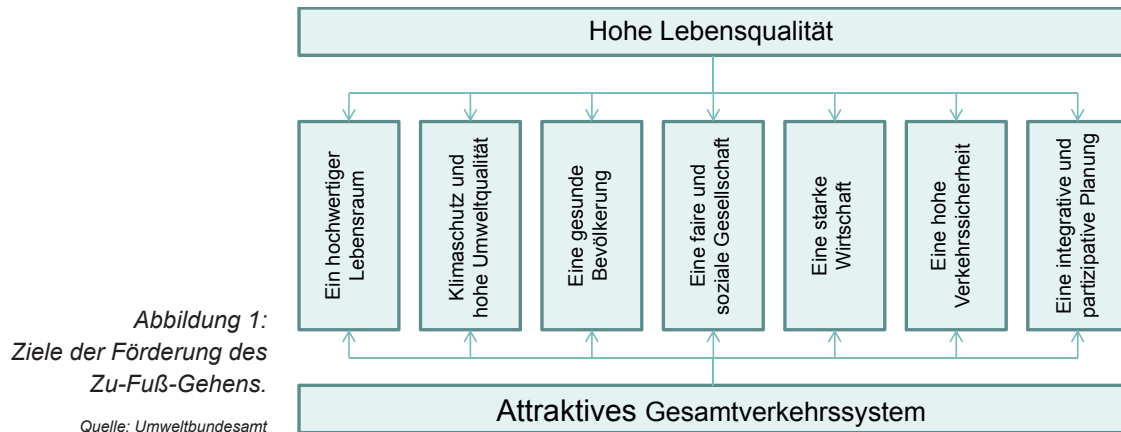 Hohe Lebensqualität
Ein hochwertiger
Lebensraum
Klimaschutz und
hohe Umweltqualität
Eine gesunde
Bevölkerung
Eine faire und
soziale Gesellschaft
Eine starke
Wirtschaft
Eine hohe
Verkehrssicherheit
Eine integrative und
partizipative Planung
Abbildung 1:
Ziele der Förderung des
Zu-Fuß-Gehens.
Quelle: Umweltbundesamt
Attraktives Gesamtverkehrssystem